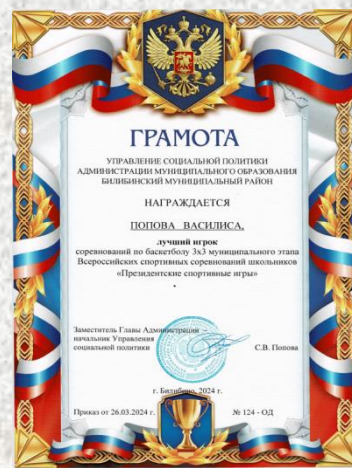 ГРАМОТА
УПРАВЛЕНИЕ СОЦИАЛЬНОЙ ПОЛИТИКИ
АДМИНИСТРАЦИИ МУНИЦИПАЛЬНОГО ОБРАЗОВАНИЯ
БИЛИБИНСКИЙ МУНИЦИПАЛЬНЫЙ РАЙОН
НАГРАЖДАЕТСЯ
ПОПОВА ВАСИЛИСА,
лучший игрок
соревнований по баскетболу 3х3 муниципального этапа
Всероссийских спортивных соревнований школьников
«Президентские спортивные игры»
Заместитель Главы Администрации
начальник Управления
социальной политики С.В. Попова
г. Билибино, 2024 г.
Приказ от 26.03.2024 г. № 124 - ОД